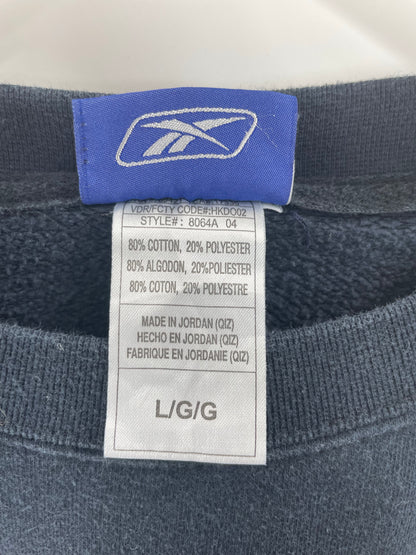 VDR/FCTY CODE#:HKDO02
STYLE#: 8064A 04
80% COTTON, 20% POLYESTER
80% ALGODON, 20%POLIESTER
80% COTON, 20% POLYESTRE
MADE IN JORDAN (QIZ)
HECHO EN JORDAN (QIZ)
FABRIQUE EN JORDANIE (QIZ)
L/G/G